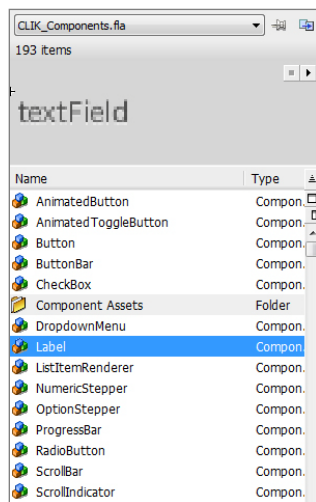 CLIK_Components.fla
193 items
textField
Name Type
AnimatedButton Compon.
AnimatedToggleButton Compon.
Button Compon.
ButtonBar Compon.
CheckBox Compon.
Component Assets Folder
DropdownMenu Compon.
Label Compon.
ListItemRenderer Compon.
NumericStepper Compon.
OptionStepper Compon.
ProgressBar Compon.
RadioButton Compon.
ScrollBar Compon.
ScrollIndicator Compon.